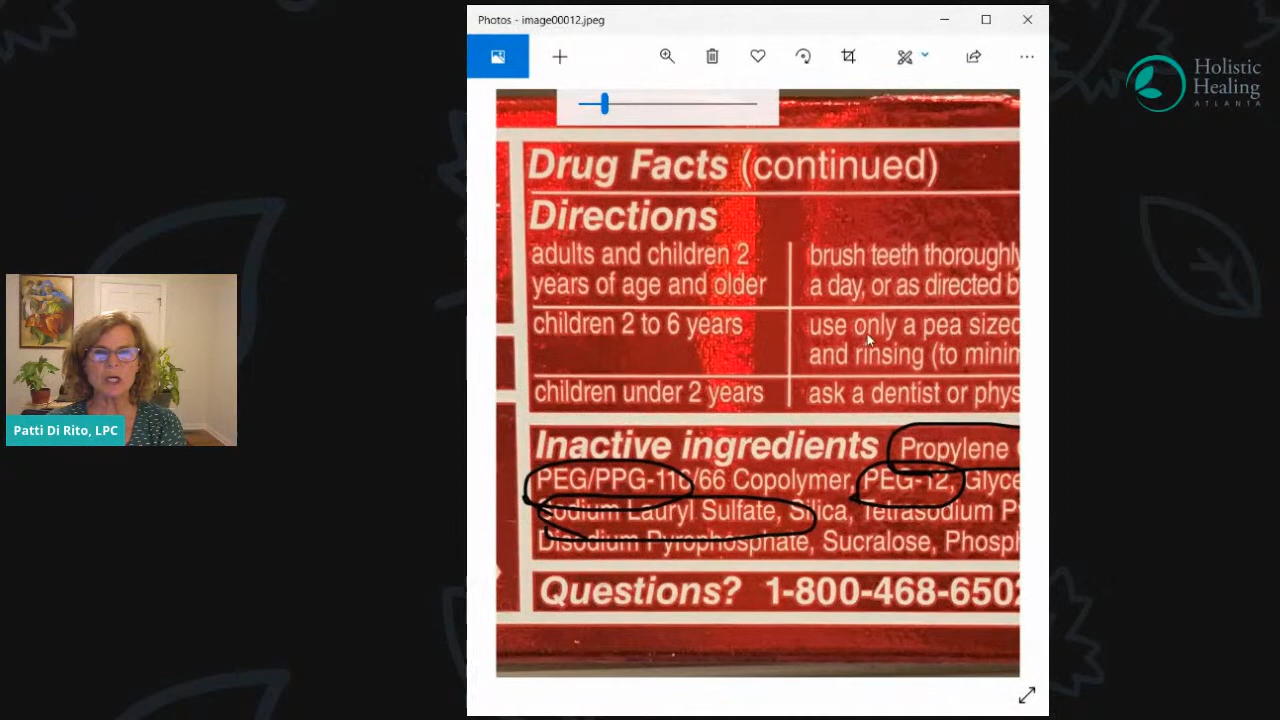 Photos - image00012.jpeg
Holistic
Healing
ATLANTA
Drug Facts (continued)
Directions
adults and children 2
years of age and older
brush teeth thoroughly
a day, or as directed b
children 2 to 6 years
use only a pea sized
and rinsing (to minim
children under 2 years
ask a dentist or phys
Inactive ingredients Propylene
PEG/PPG-116/66 Copolymer, PEG-12, Glyce
Sodium Lauryl Sulfate, Silica, Tetrasodium P
Disodium Pyrophosphate, Sucralose, Phosph
Questions? 1-800-468-6502
Patti Di Rito, LPC